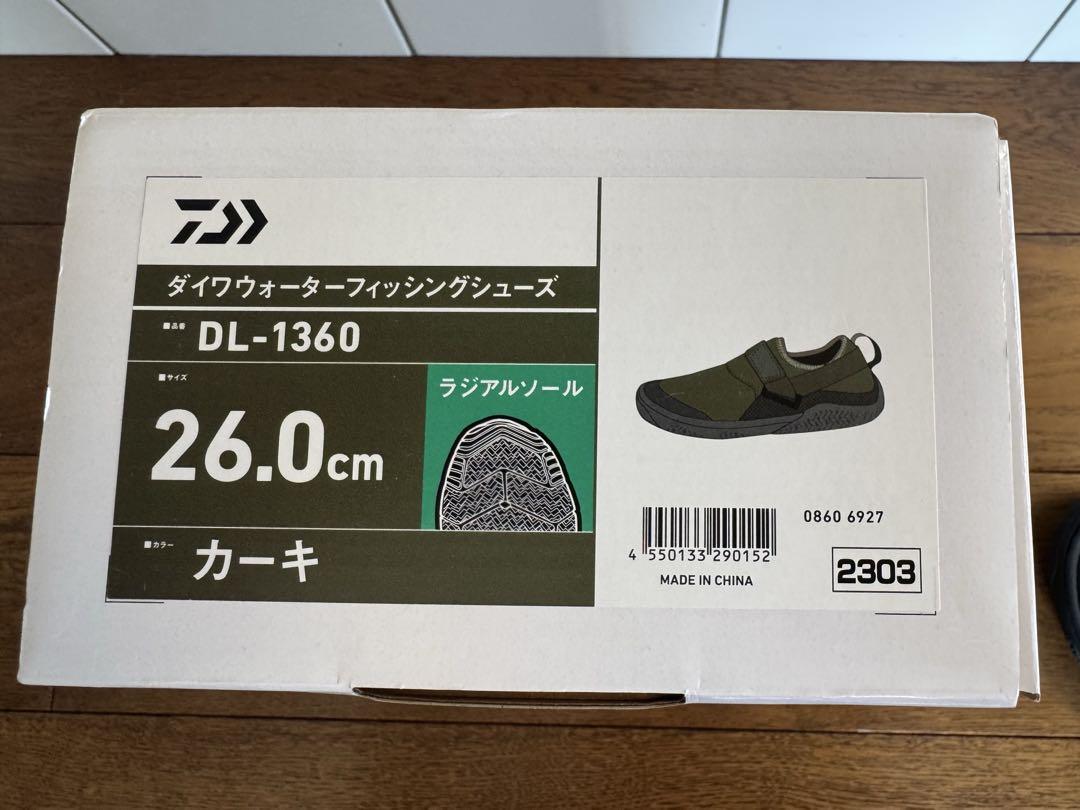 ダイワウォーターフィッシングシューズ
■品番 DL-1360
■サイズ
26.0cm
ラジアルソール
■カラー カーキ
0860 6927
4 550133 290152
MADE IN CHINA
2303